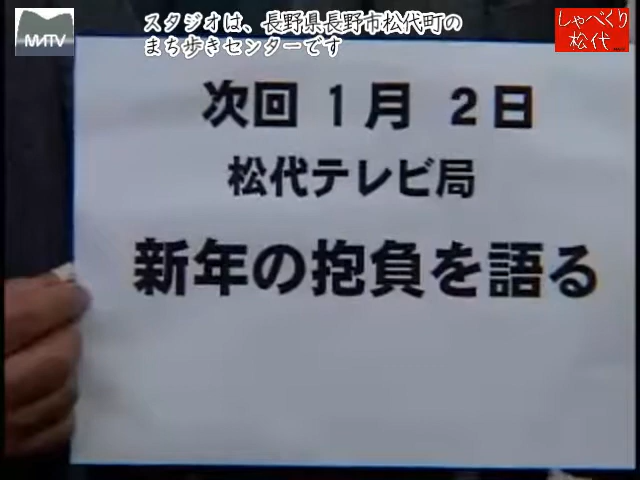 MИTV
スタジオは、長野県長野市松代町の
まち歩きセンターです
しゃべくり
松代
次回 1月 2日
松代テレビ局
新年の抱負を語る